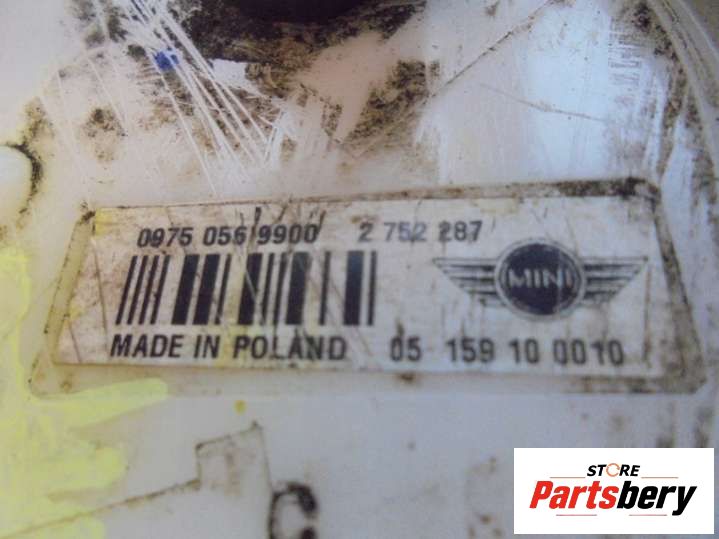 0975 056 9900 2 752 287
MINI
MADE IN POLAND 05 159 10 0010
C
STORE
Partsbery